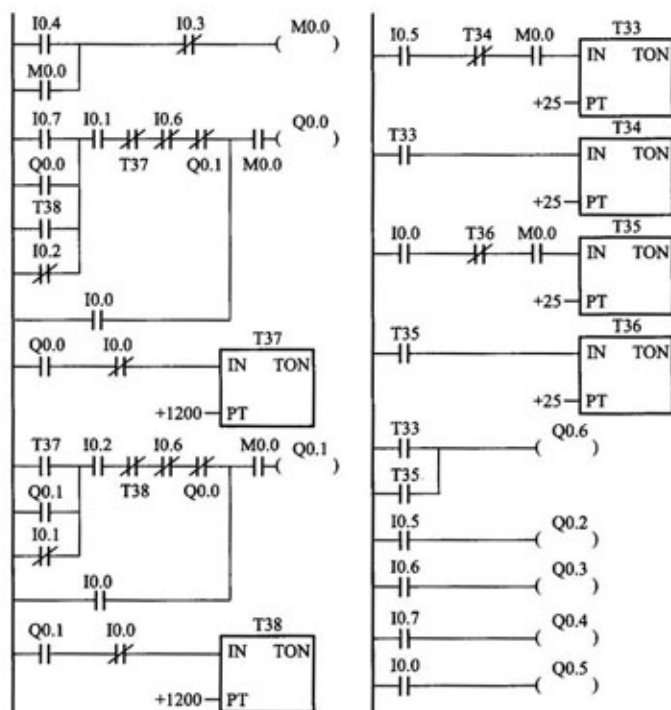 I0.4 I0.3 M0.0
M0.0
I0.7 I0.1 I0.6 Q0.0
T37 Q0.1 M0.0
Q0.0
T38
I0.2
I0.0
Q0.0 I0.0 T37
IN TON
+1200 PT
T37 I0.2 I0.6 M0.0 Q0.1
T38 Q0.0
Q0.1
I0.1
I0.0
Q0.1 I0.0 T38
IN TON
+1200 PT
I0.5 T34 M0.0 T33
IN TON
+25 PT
T33 T34
IN TON
+25 PT
I0.0 T36 M0.0 T35
IN TON
+25 PT
T35 T36
IN TON
+25 PT
T33 Q0.6
T35
I0.5 Q0.2
I0.6 Q0.3
I0.7 Q0.4
I0.0 Q0.5